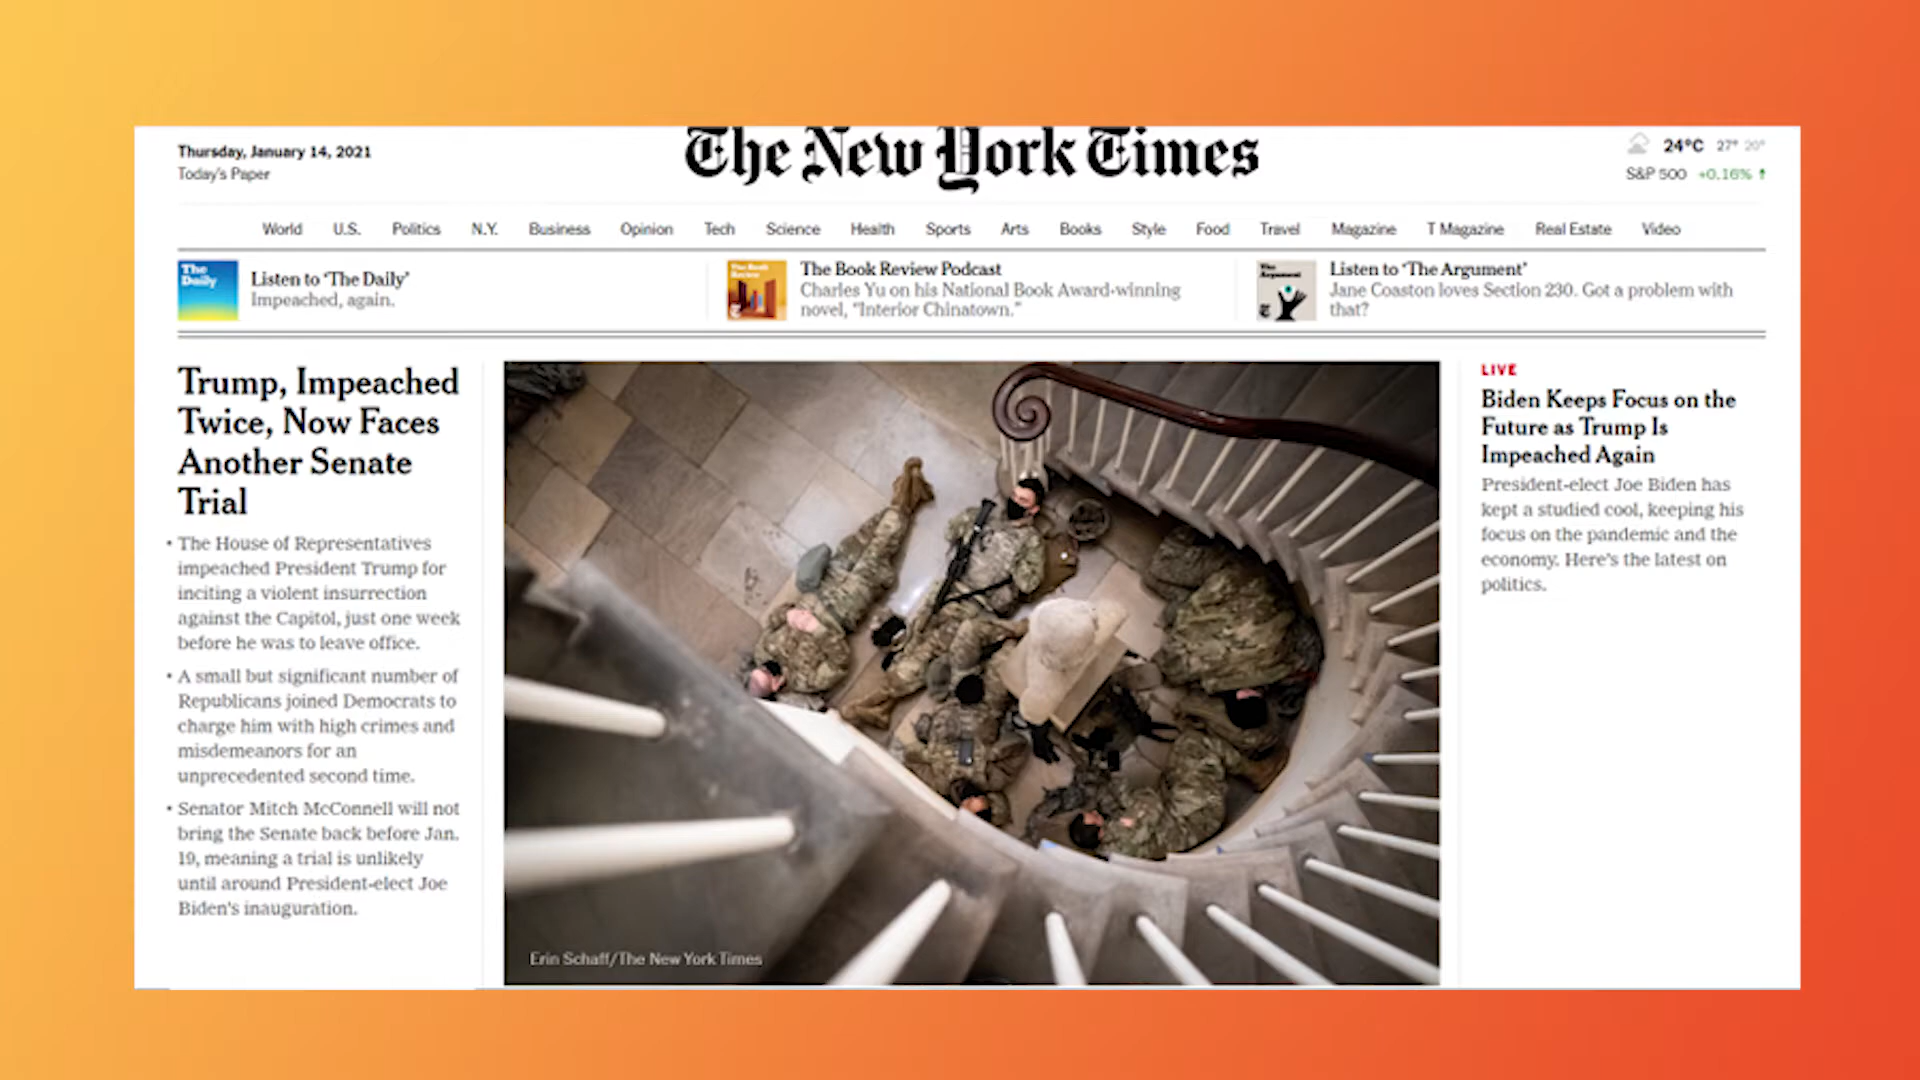 The New York Times
Thursday, January 14, 2021
Today's Paper
24°C 27° 20°
S&P 500 +0.16% ↑
World U.S. Politics N.Y. Business Opinion Tech Science Health Sports Arts Books Style Food Travel Magazine T Magazine Real Estate Video
The
Daily
Listen to ‘The Daily’
Impeached, again.
The Book
Review
The Book Review Podcast
Charles Yu on his National Book Award-winning
novel, “Interior Chinatown.”
The
Argument
Listen to ‘The Argument’
Jane Coaston loves Section 230. Got a problem with
that?
Trump, Impeached
Twice, Now Faces
Another Senate
Trial
• The House of Representatives
impeached President Trump for
inciting a violent insurrection
against the Capitol, just one week
before he was to leave office.
• A small but significant number of
Republicans joined Democrats to
charge him with high crimes and
misdemeanors for an
unprecedented second time.
• Senator Mitch McConnell will not
bring the Senate back before Jan.
19, meaning a trial is unlikely
until around President-elect Joe
Biden's inauguration.
Erin Schaff/The New York Times
LIVE
Biden Keeps Focus on the
Future as Trump Is
Impeached Again
President-elect Joe Biden has
kept a studied cool, keeping his
focus on the pandemic and the
economy. Here's the latest on
politics.